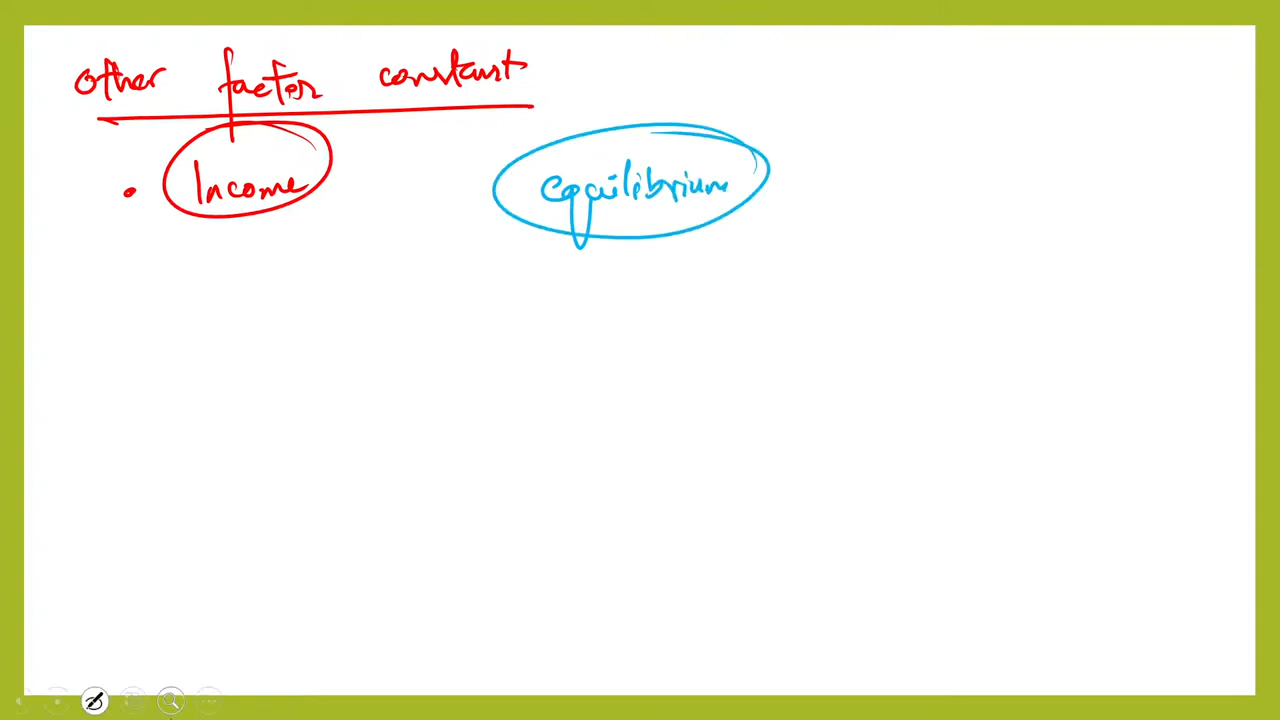 other factor constant
• Income
equilibrium